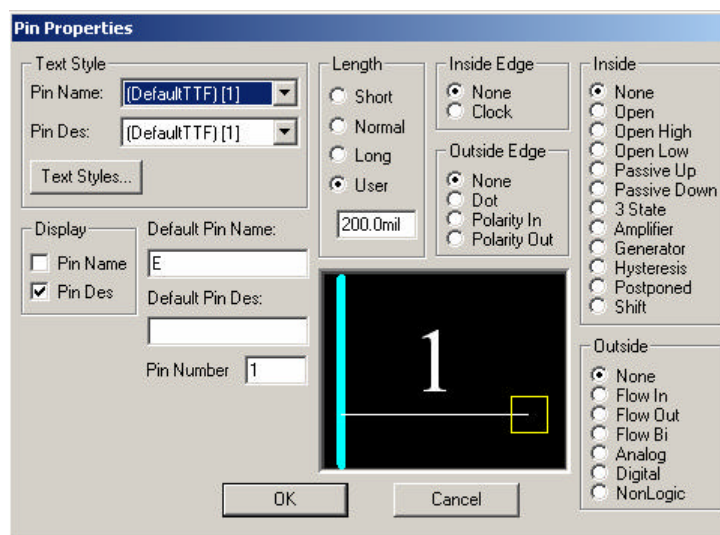 Pin Properties
Text Style
Pin Name: (DefaultTTF) [1]
Pin Des: (DefaultTTF) [1]
Text Styles...
Display
Pin Name
Pin Des
Default Pin Name:
E
Default Pin Des:
Pin Number 1
Length
Short
Normal
Long
User
200.0mil
Inside Edge
None
Clock
Outside Edge
None
Dot
Polarity In
Polarity Out
1
Inside
None
Open
Open High
Open Low
Passive Up
Passive Down
3 State
Amplifier
Generator
Hysteresis
Postponed
Shift
Outside
None
Flow In
Flow Out
Flow Bi
Analog
Digital
NonLogic
OK
Cancel